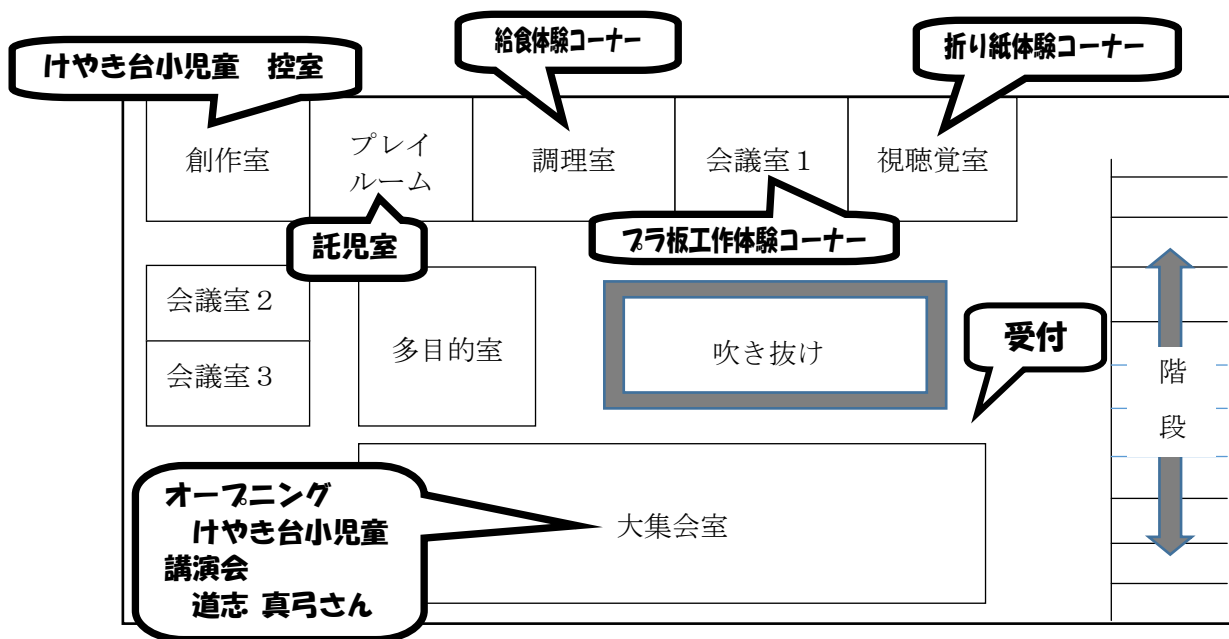 けやき台小児童　控室
給食体験コーナー
折り紙体験コーナー
創作室
プレイ
ルーム
調理室
会議室１
視聴覚室
託児室
プラ板工作体験コーナー
会議室２
会議室３
多目的室
吹き抜け
受付
階
段
オープニング
けやき台小児童
講演会
道志 真弓さん
大集会室